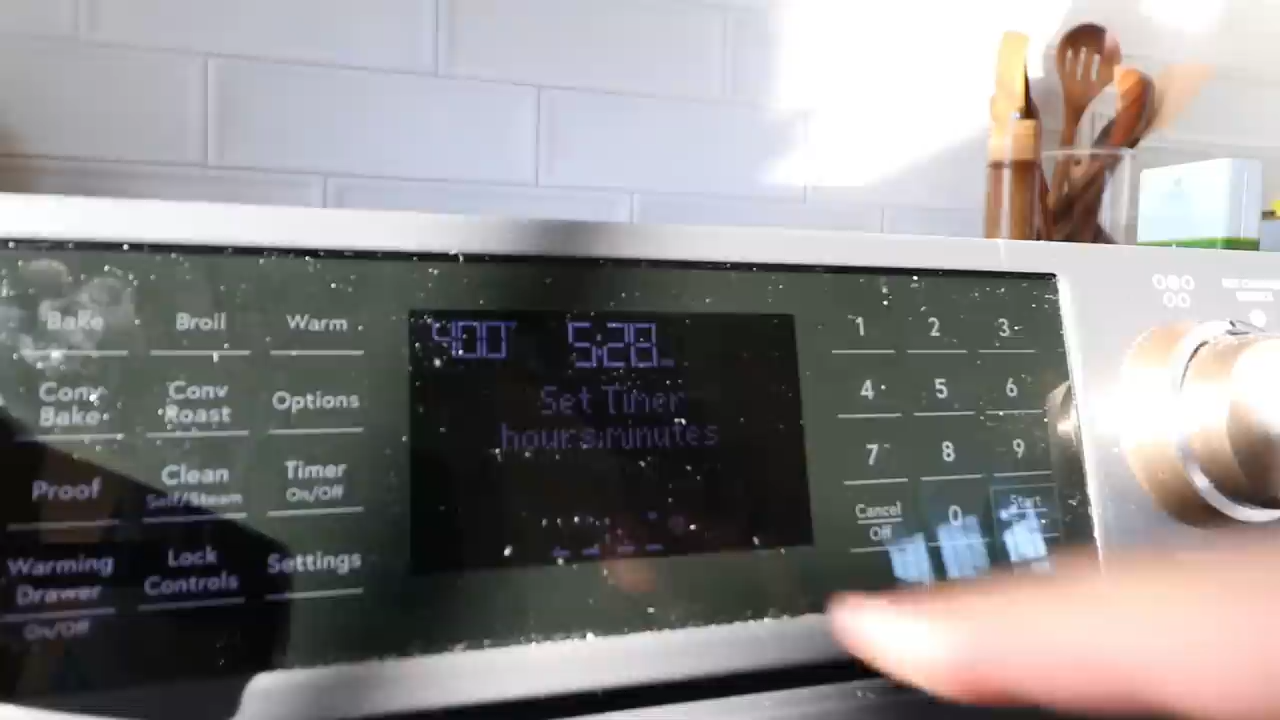 Bake
Broil
Warm
Conv
Bake
Conv
Roast
Options
Proof
Clean
Self/Steam
Timer
On/Off
Warming
Drawer
On/Off
Lock
Controls
Settings
400°
5:28
Set Timer
hours:minutes
1
2
3
4
5
6
7
8
9
Cancel
Off
0
Start